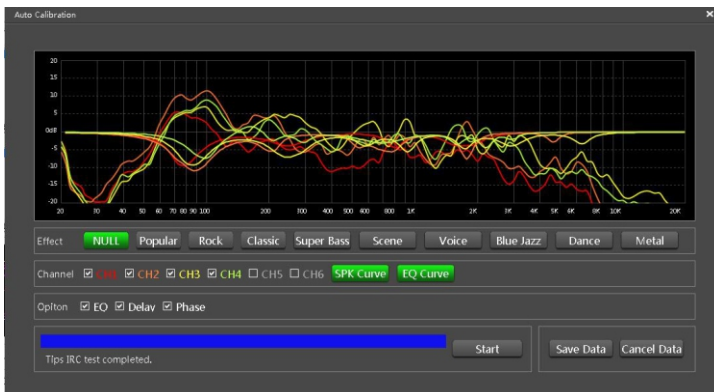 Auto Calibration
20
15
10
5
0dB
-5
-10
-15
-20
20 30 40 50 60 70 80 90 100 200 300 400 500 600 800 1K 2K 3K 4K 5K 6K 8K 10K 20K
Effect NULL Popular Rock Classic Super Bass Scene Voice Blue Jazz Dance Metal
Channel CH1 CH2 CH3 CH4 CH5 CH6 SPK Curve EQ Curve
Opiton EQ Delay Phase
Start Save Data Cancel Data
Tips IRC test completed.